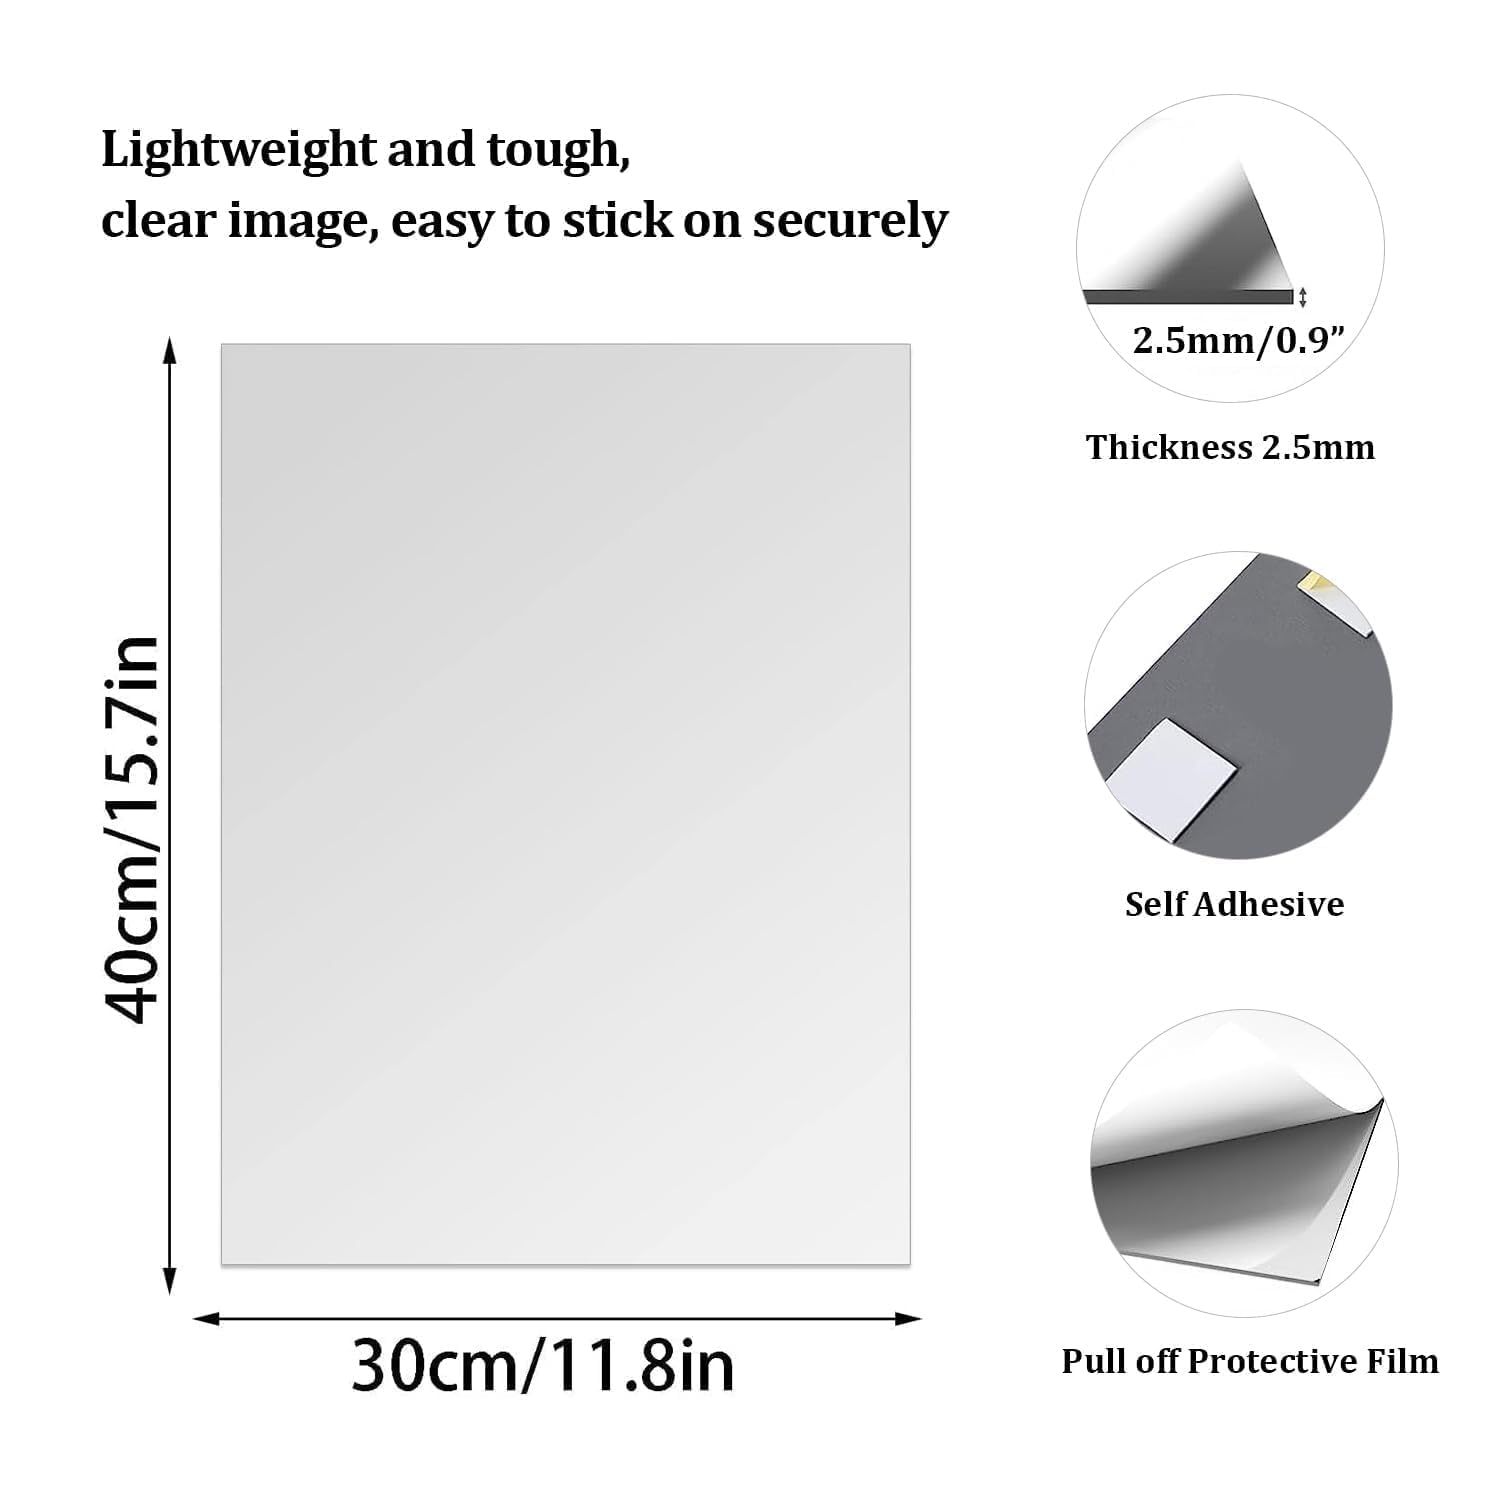 Lightweight and tough,
clear image, easy to stick on securely
40cm/15.7in
30cm/11.8in
2.5mm/0.9”
Thickness 2.5mm
Self Adhesive
Pull off Protective Film